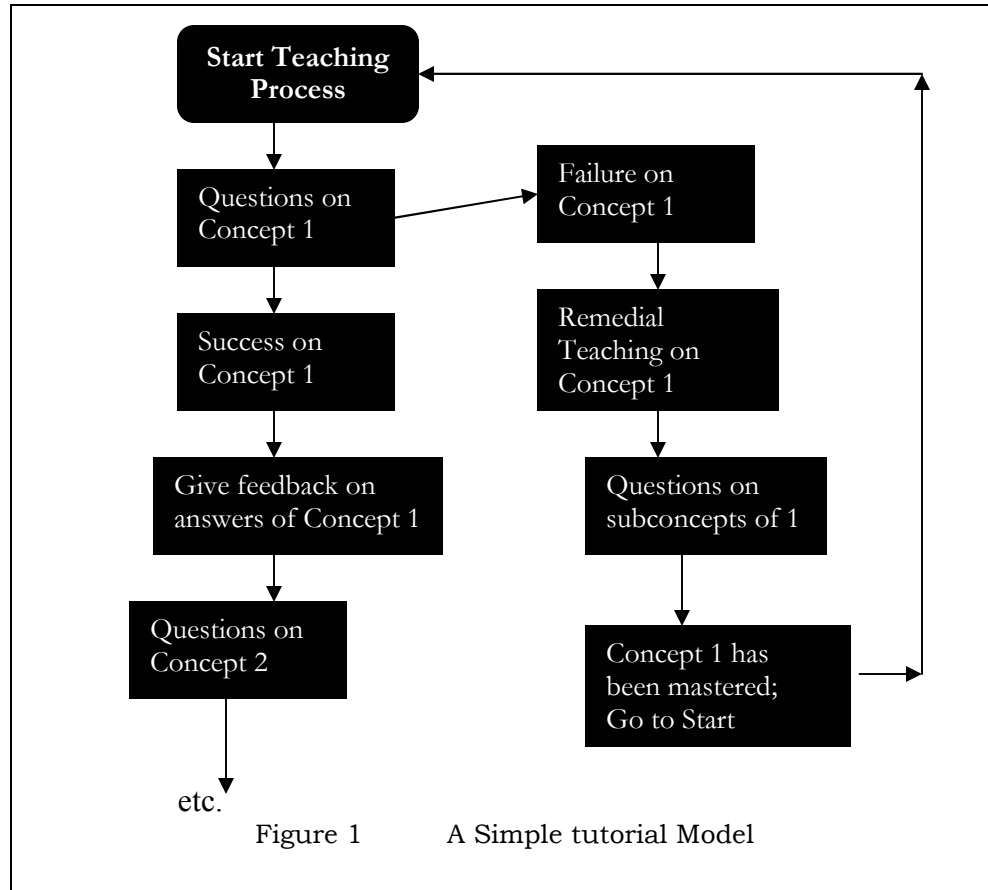 Start Teaching
Process
Questions on
Concept 1
Failure on
Concept 1
Success on
Concept 1
Remedial
Teaching on
Concept 1
Give feedback on
answers of Concept 1
Questions on
subconcepts of 1
Questions on
Concept 2
Concept 1 has
been mastered;
Go to Start
etc.
Figure 1 A Simple tutorial Model